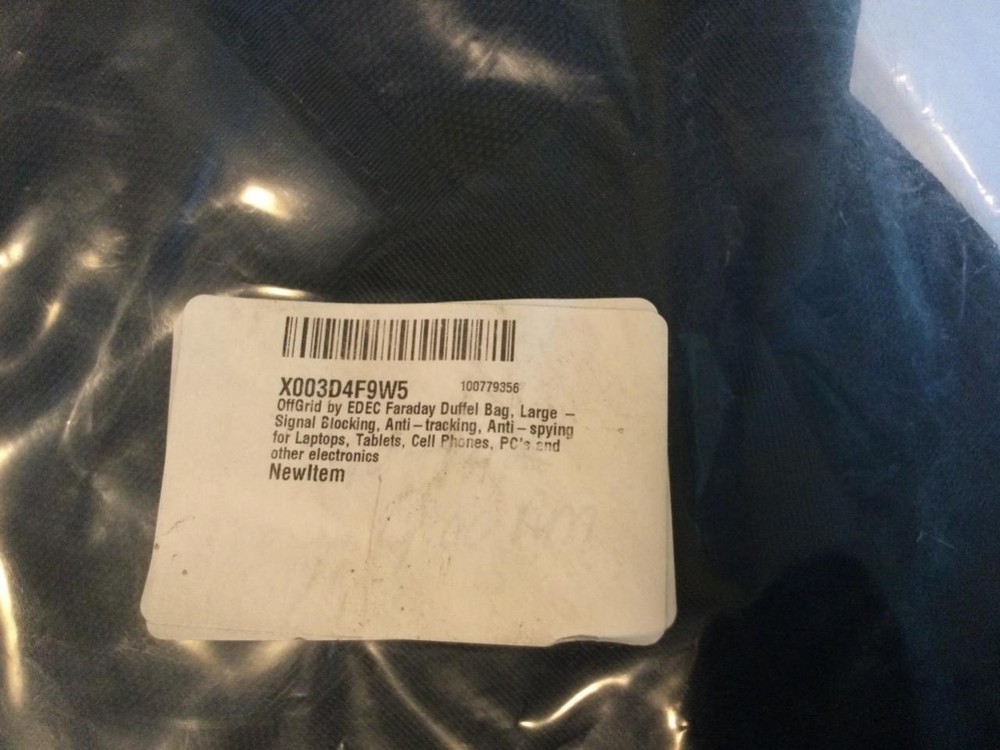 X003D4F9W5 100779356
OffGrid by EDEC Faraday Duffel Bag, Large –
Signal Blocking, Anti–tracking, Anti–spying
for Laptops, Tablets, Cell Phones, PC's and
other electronics
NewItem